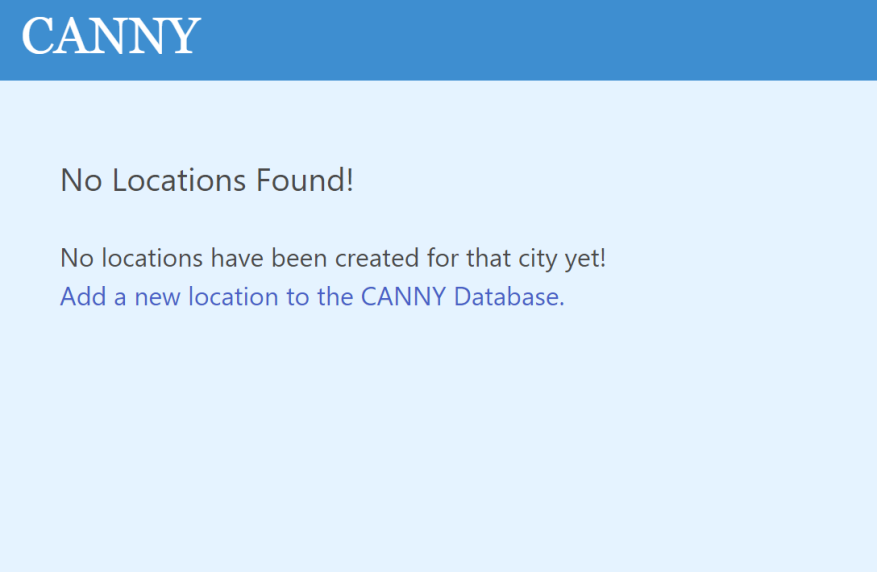 CANNY
No Locations Found!
No locations have been created for that city yet!
Add a new location to the CANNY Database.